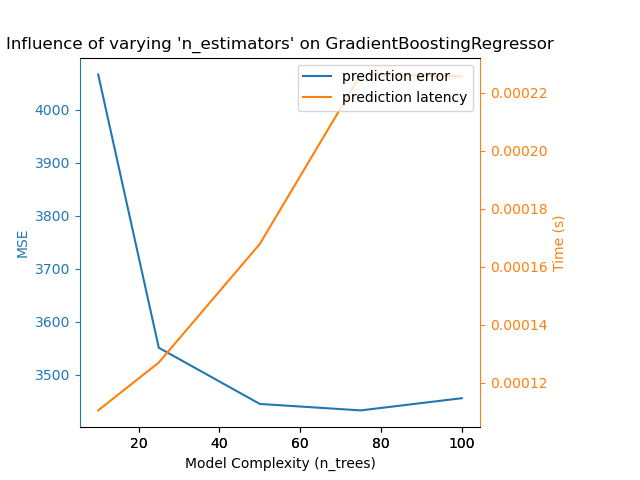 Influence of varying 'n_estimators' on GradientBoostingRegressor
prediction error
prediction latency
4000
3900
3800
3700
3600
3500
MSE
0.00022
0.00020
0.00018
0.00016
0.00014
0.00012
Time (s)
20 40 60 80 100
Model Complexity (n_trees)